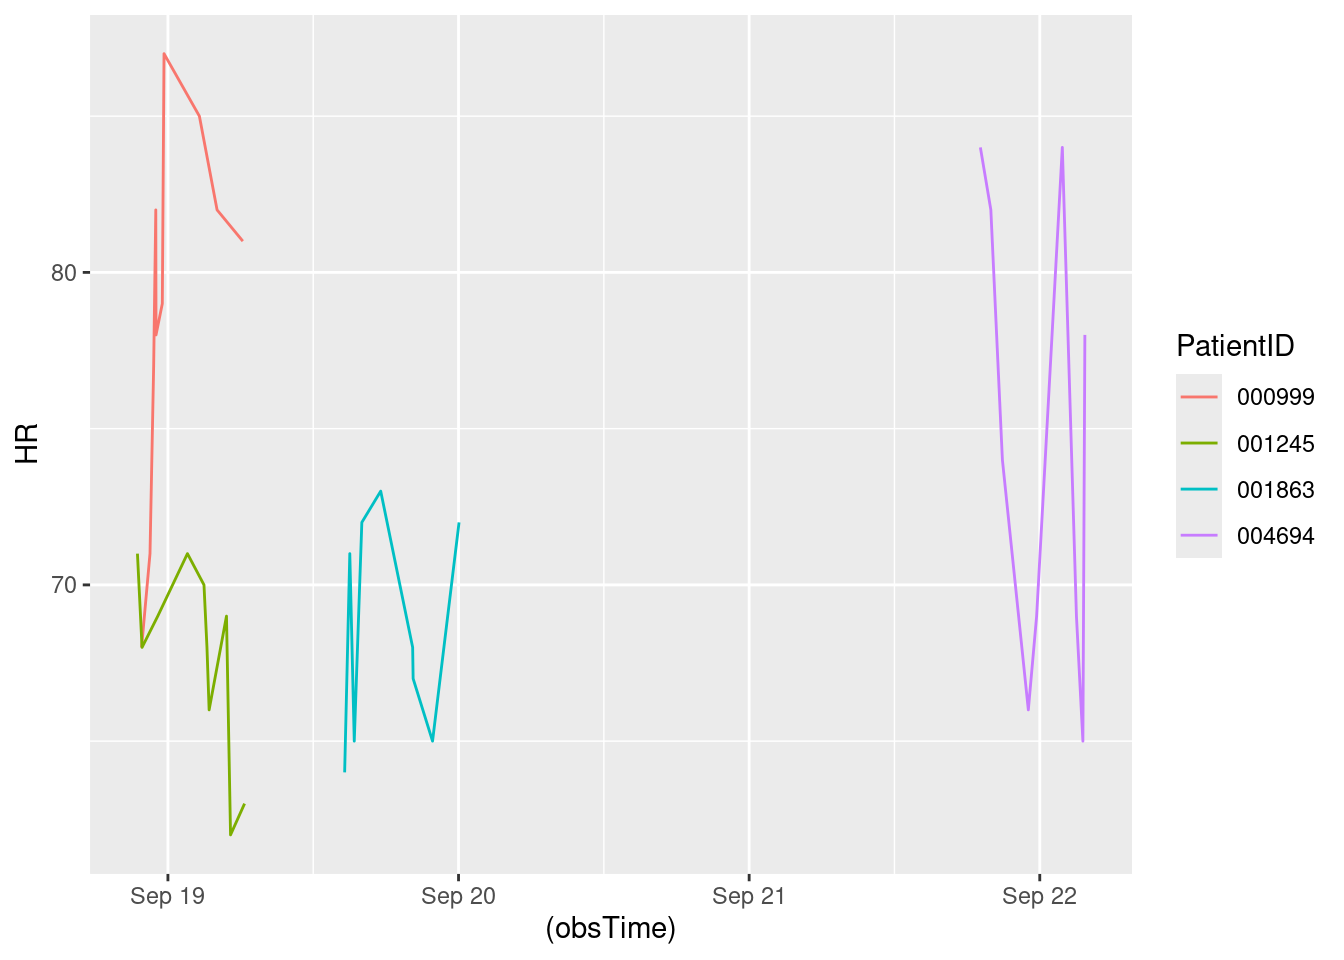 HR
80
70
Sep 19
Sep 20
Sep 21
Sep 22
(obsTime)
PatientID
000999
001245
001863
004694